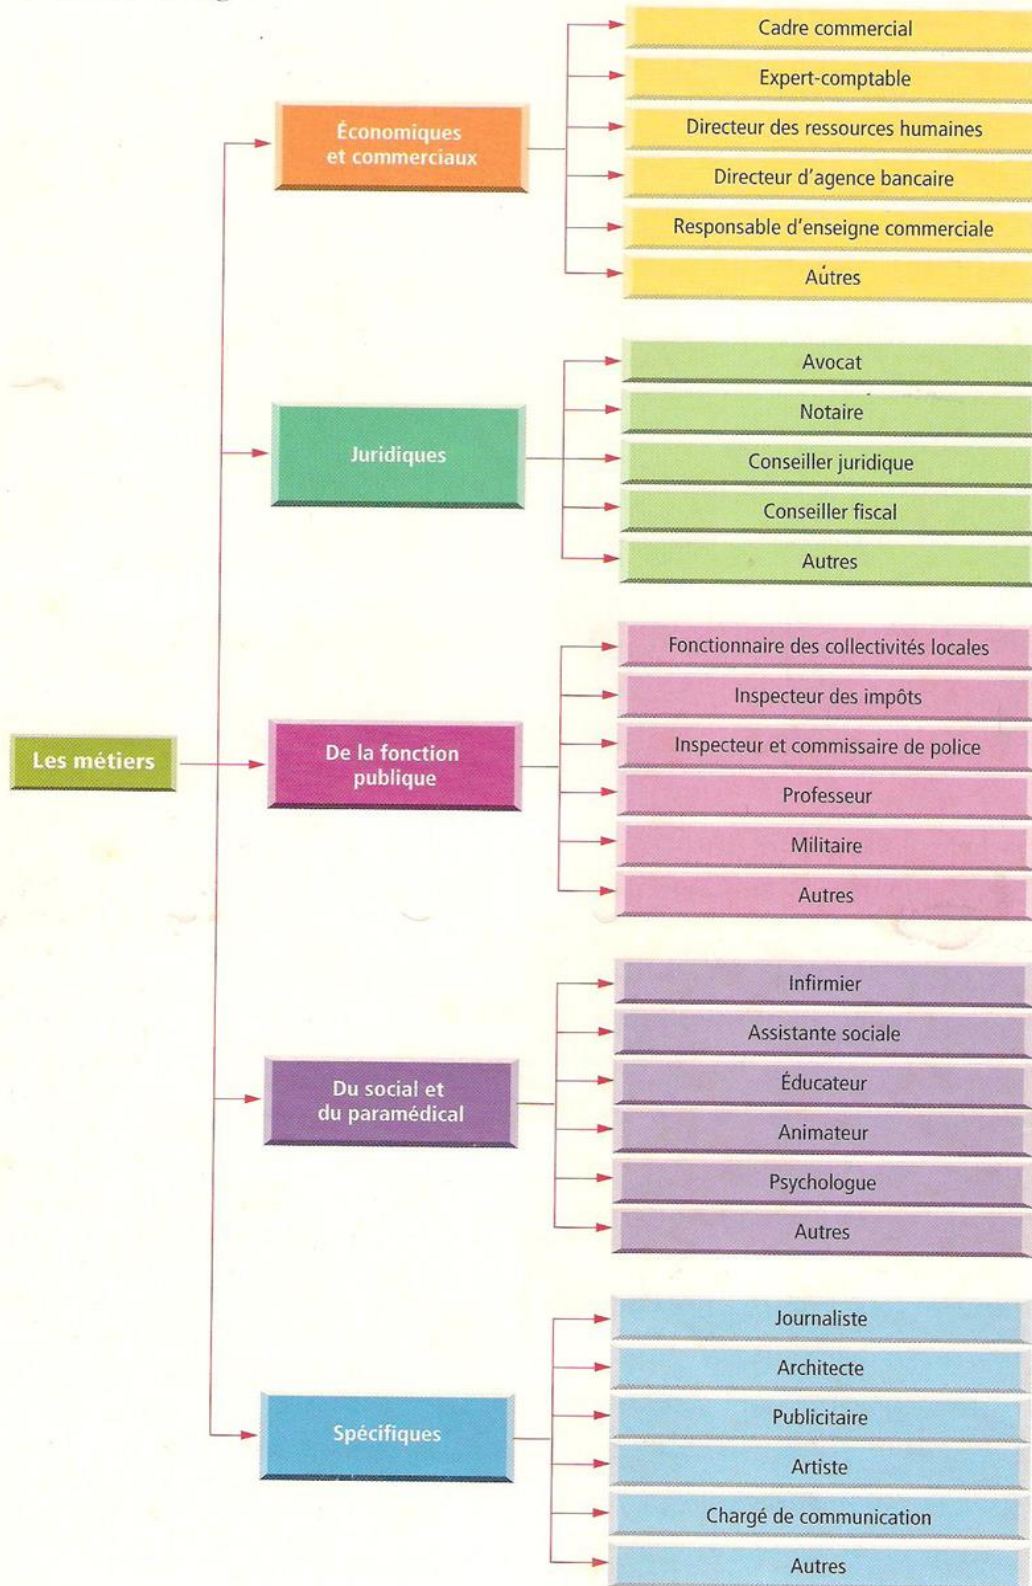 Cadre commercial
Expert-comptable
Économiques
et commerciaux
Directeur des ressources humaines
Directeur d'agence bancaire
Responsable d'enseigne commerciale
Autres
Avocat
Notaire
Juridiques
Conseiller juridique
Conseiller fiscal
Autres
Fonctionnaire des collectivités locales
Inspecteur des impôts
Les métiers
De la fonction
publique
Inspecteur et commissaire de police
Professeur
Militaire
Autres
Infirmier
Assistante sociale
Du social et
du paramédical
Éducateur
Animateur
Psychologue
Autres
Journaliste
Architecte
Spécifiques
Publicitaire
Artiste
Chargé de communication
Autres